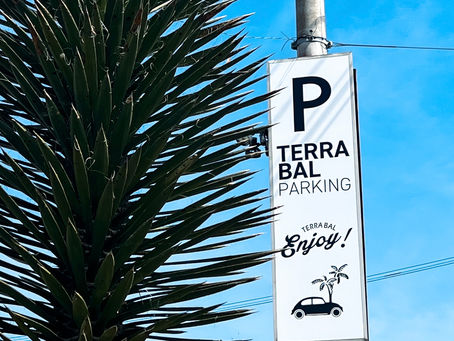 P
TERRA
BAL
PARKING
TERRA BAL
Enjoy!